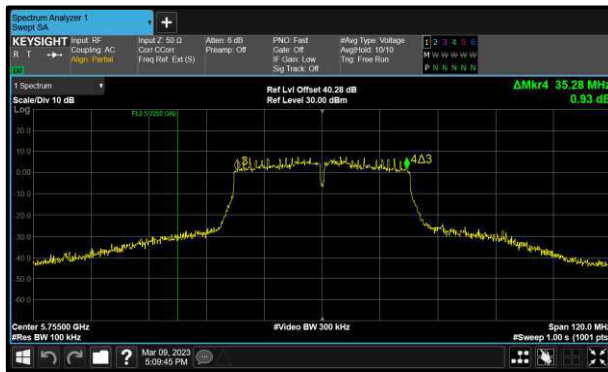 Spectrum Analyzer 1
Swept SA
+
KEYSIGHT
R T
Input: RF
Coupling: AC
Align: Partial
Input Z: 50 Ω
Corr CCorr
Freq Ref: Ext (S)
Atten: 6 dB
Preamp: Off
PNO: Fast
Gate: Off
IF Gain: Low
Sig Track: Off
#Avg Type: Voltage
Avg|Hold: 10/10
Trig: Free Run
1 2 3 4 5 6
M W W W W W
P N N N N N
1 Spectrum
Scale/Div 10 dB
Ref Lvl Offset 40.28 dB
Ref Level 30.00 dBm
ΔMkr4 35.28 MHz
0.93 dB
Log
20.0
10.0
0.00
-10.0
-20.0
-30.0
-40.0
-50.0
-60.0
3
4Δ3
Center 5.75500 GHz
#Res BW 100 kHz
#Video BW 300 kHz
Span 120.0 MHz
#Sweep 1.00 s (1001 pts)
Mar 09, 2023
5:09:45 PM